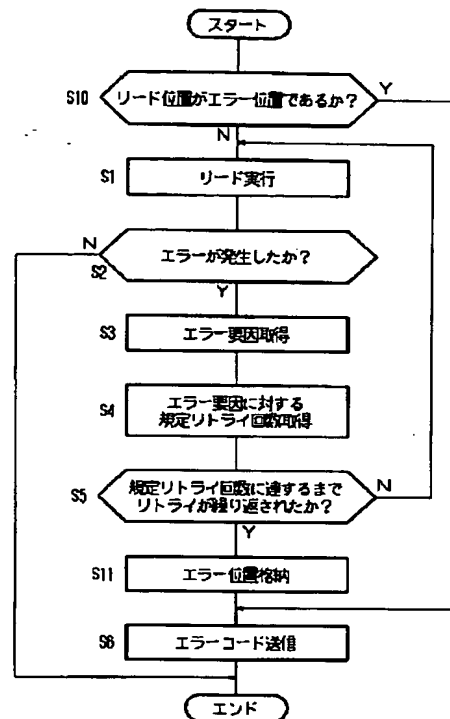 スタート
S10
リード位置がエラー位置であるか?
Y
N
S1
リード実行
N
エラーが発生したか?
S2
Y
S3
エラー要因取得
S4
エラー要因に対する
規定リトライ回数取得
S5
規定リトライ回数に達するまで
リトライが繰り返されたか?
N
Y
S11
エラー位置格納
S6
エラーコード送信
エンド